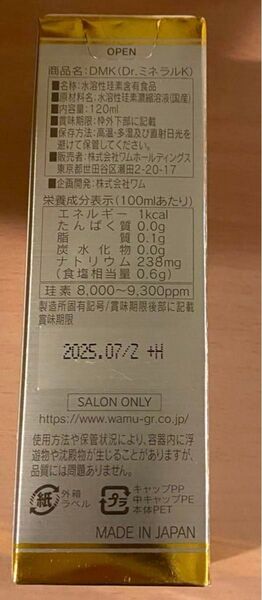 OPEN
商品名:DMK(Dr.ミネラルK)
■名称:水溶性珪素含有食品
■原材料名:水溶性珪素濃縮溶液(国産)
■内容量:120ml
■賞味期限:枠外下部に記載
■保存方法:高温・多湿及び直射日光を
避けて保管してください。
■販売者:株式会社ワムホールディングス
東京都世田谷区瀬田2-20-17
■企画開発:株式会社ワム
栄養成分表示(100mlあたり)
エネルギー 1kcal
たんぱく質 0.0g
脂質 0.1g
炭水化物 0.0g
ナトリウム 238mg
(食塩相当量 0.6g)
珪素 8,000~9,300ppm
製造所固有記号/賞味期限後部に記載
賞味期限
2025.07/Z +H
SALON ONLY
https://www.wamu-gr.co.jp/
使用方法や保管状況により、容器内に浮
遊物や沈殿物が生じることがありますが、
品質には問題ありません。
紙 外箱
ラベル
プラ キャップPP
中キャップPE
本体PET
MADE IN JAPAN